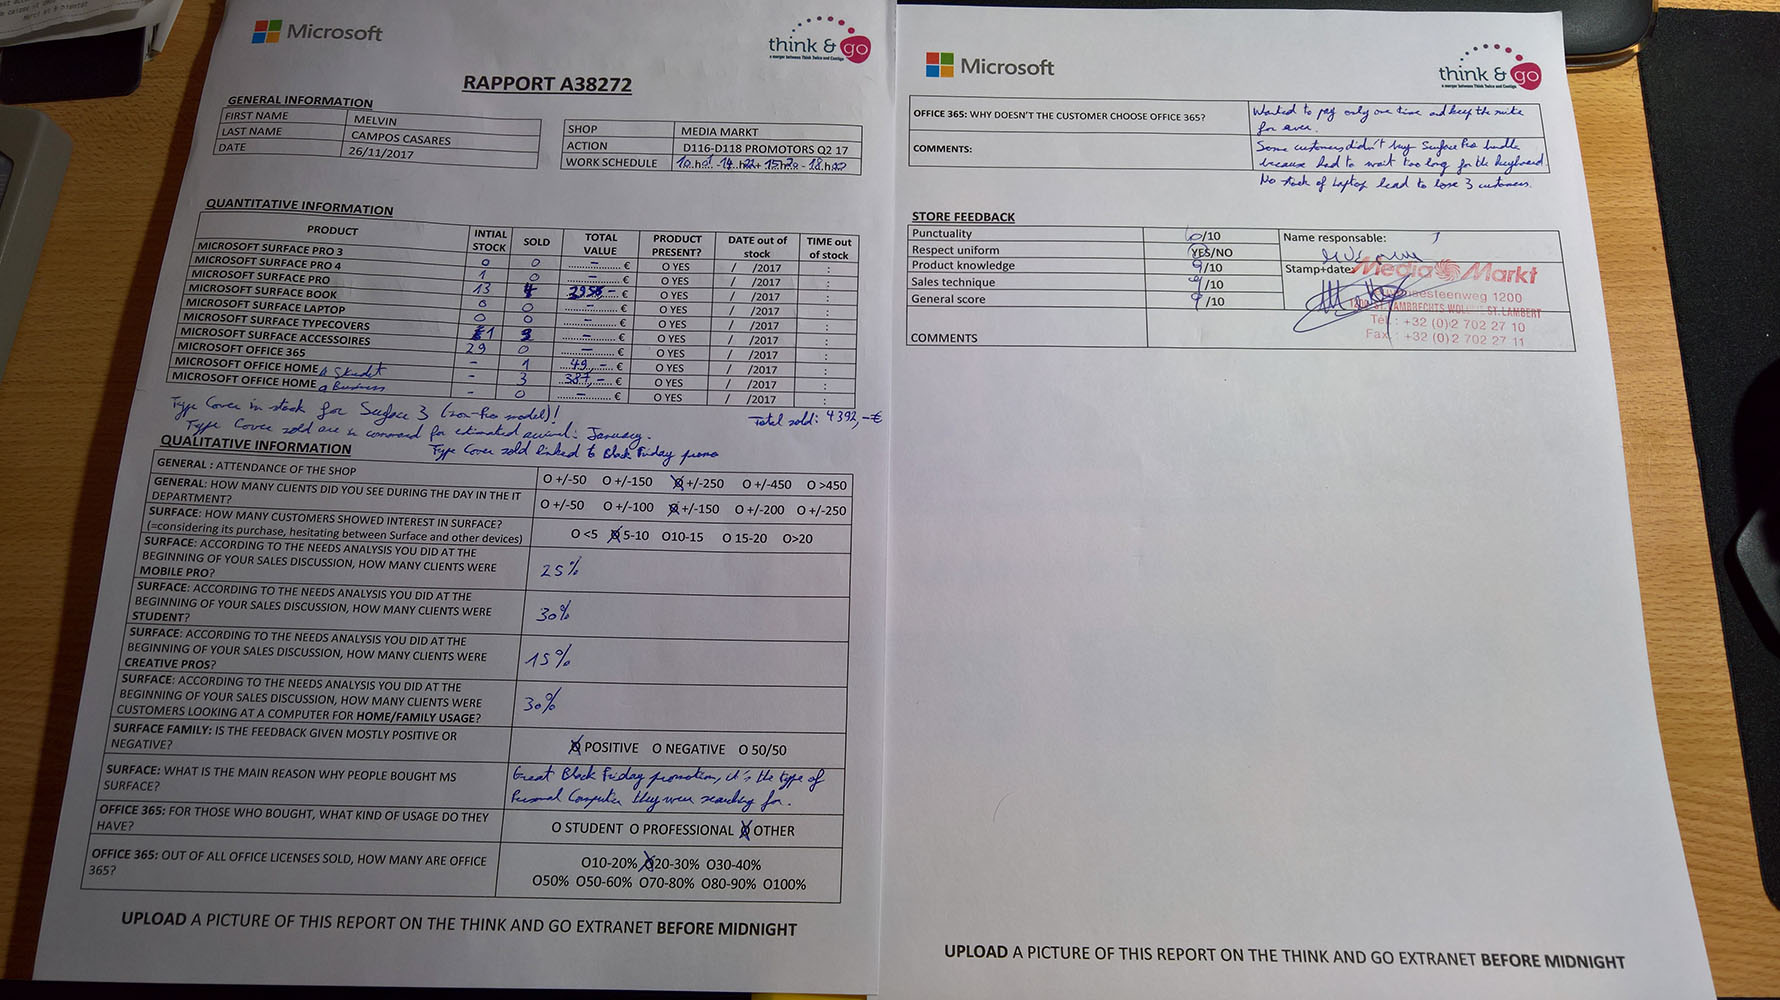 Merci et à bientôt
Microsoft
think & go
a merger between Think Twice and Contigo
RAPPORT A38272
GENERAL INFORMATION
FIRST NAME MELVIN
LAST NAME CAMPOS CASARES
DATE 26/11/2017
SHOP MEDIA MARKT
ACTION D116-D118 PROMOTORS Q2 17
WORK SCHEDULE
QUANTITATIVE INFORMATION
PRODUCT INTIAL STOCK SOLD TOTAL VALUE PRODUCT PRESENT? DATE out of stock TIME out of stock
MICROSOFT SURFACE PRO 3 0 0 – € O YES / /2017 :
MICROSOFT SURFACE PRO 4 1 0 – € O YES / /2017 :
MICROSOFT SURFACE PRO 13 € O YES / /2017 :
MICROSOFT SURFACE BOOK 0 0 – € O YES / /2017 :
MICROSOFT SURFACE LAPTOP 0 0 – € O YES / /2017 :
MICROSOFT SURFACE TYPECOVERS – € O YES / /2017 :
MICROSOFT SURFACE ACCESSOIRES 29 0 – € O YES / /2017 :
MICROSOFT OFFICE 365 - 1 49,- € O YES / /2017 :
MICROSOFT OFFICE HOME & Student - 3 387,- € O YES / /2017 :
MICROSOFT OFFICE HOME & Business - 0 – € O YES / /2017 :
Type Cover in stock for Surface 3 (non-Pro model)!
Total sold: 4392,-€
Type Cover sold are in command for estimated arrival: January.
Type Cover sold linked to Black Friday promo
QUALITATIVE INFORMATION
GENERAL : ATTENDANCE OF THE SHOP
O +/-50 O +/-150 O +/-250 O +/-450 O >450
GENERAL: HOW MANY CLIENTS DID YOU SEE DURING THE DAY IN THE IT
DEPARTMENT?
O +/-50 O +/-100 O +/-150 O +/-200 O +/-250
SURFACE: HOW MANY CUSTOMERS SHOWED INTEREST IN SURFACE?
(=considering its purchase, hesitating between Surface and other devices)
O <5 O 5-10 O10-15 O 15-20 O>20
SURFACE: ACCORDING TO THE NEEDS ANALYSIS YOU DID AT THE
BEGINNING OF YOUR SALES DISCUSSION, HOW MANY CLIENTS WERE
MOBILE PRO?
25%
SURFACE: ACCORDING TO THE NEEDS ANALYSIS YOU DID AT THE
BEGINNING OF YOUR SALES DISCUSSION, HOW MANY CLIENTS WERE
STUDENT?
30%
SURFACE: ACCORDING TO THE NEEDS ANALYSIS YOU DID AT THE
BEGINNING OF YOUR SALES DISCUSSION, HOW MANY CLIENTS WERE
CREATIVE PROS?
15%
SURFACE: ACCORDING TO THE NEEDS ANALYSIS YOU DID AT THE
BEGINNING OF YOUR SALES DISCUSSION, HOW MANY CLIENTS WERE
CUSTOMERS LOOKING AT A COMPUTER FOR HOME/FAMILY USAGE?
30%
SURFACE FAMILY: IS THE FEEDBACK GIVEN MOSTLY POSITIVE OR
NEGATIVE?
O POSITIVE O NEGATIVE O 50/50
SURFACE: WHAT IS THE MAIN REASON WHY PEOPLE BOUGHT MS
SURFACE?
Great Black Friday promotion, it's the type of
Personal Computer they were searching for.
OFFICE 365: FOR THOSE WHO BOUGHT, WHAT KIND OF USAGE DO THEY
HAVE?
O STUDENT O PROFESSIONAL O OTHER
OFFICE 365: OUT OF ALL OFFICE LICENSES SOLD, HOW MANY ARE OFFICE
365?
O10-20% O20-30% O30-40%
O50% O50-60% O70-80% O80-90% O100%
UPLOAD A PICTURE OF THIS REPORT ON THE THINK AND GO EXTRANET BEFORE MIDNIGHT
Microsoft
think & go
a merger between Think Twice and Contigo
OFFICE 365: WHY DOESN'T THE CUSTOMER CHOOSE OFFICE 365?
Wanted to pay only one time and keep the suite
for ever.
COMMENTS:
Some customers didn't buy Surface Pro bundle
because had to wait too long for the keyboard.
No stock of Laptop lead to lose 3 customers.
STORE FEEDBACK
Punctuality /10
Respect uniform YES/NO
Product knowledge 9/10
Sales technique 9/10
General score 9/10
COMMENTS
Name responsable:
Stamp+date:
Media Markt
steenweg 1200
1200 ST. LAMBRECHTS ST. LAMBERT
Tél.: +32 (0)2 702 27 10
Fax : +32 (0)2 702 27 11
UPLOAD A PICTURE OF THIS REPORT ON THE THINK AND GO EXTRANET BEFORE MIDNIGHT